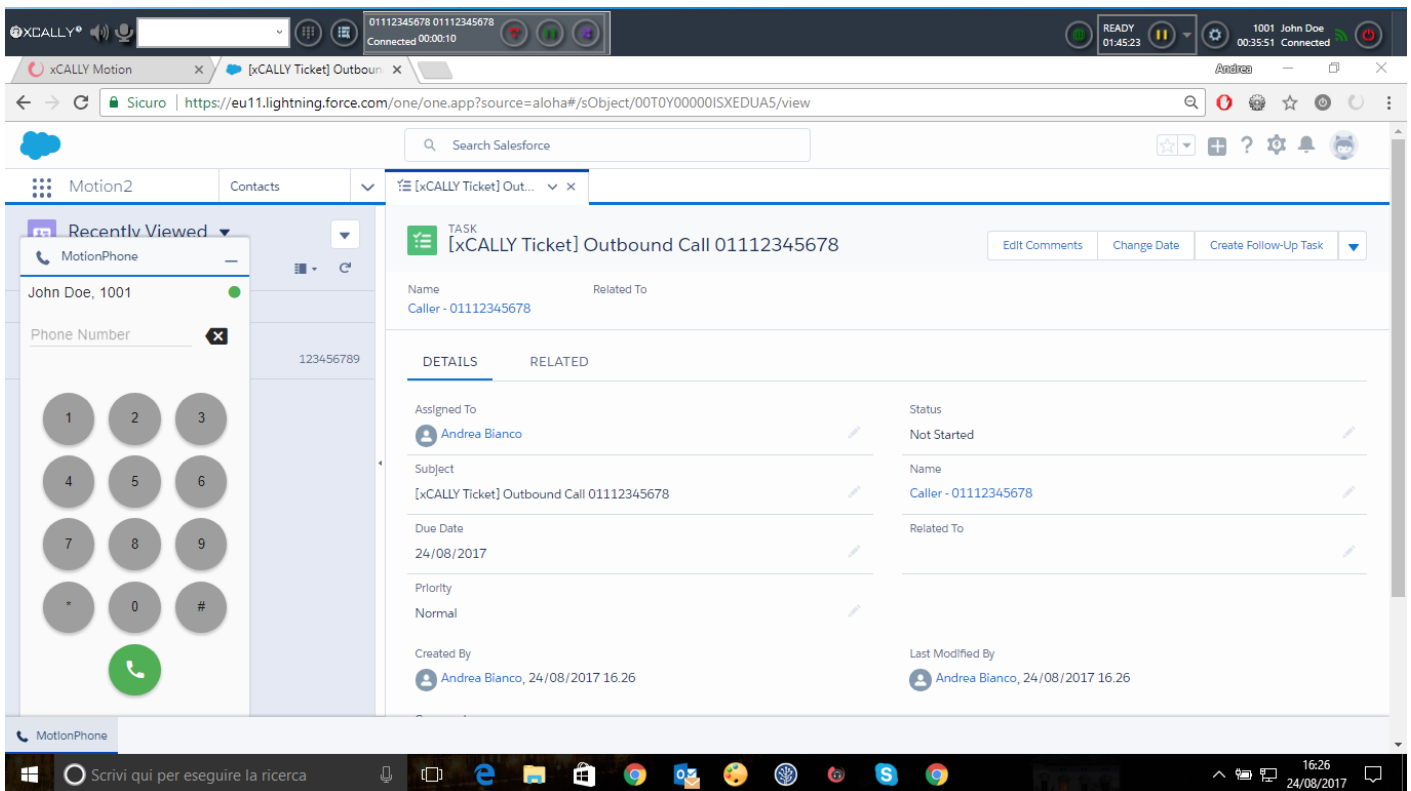 XCALLY®
01112345678 01112345678
Connected 00:00:10
READY
01:45:23
1001 John Doe
00:35:51 Connected
xCALLY Motion
[xCALLY Ticket] Outboun
Andrea
Sicuro
https://eu11.lightning.force.com/one/one.app?source=aloha#/sObject/00T0Y00000ISXEDUA5/view
Search Salesforce
Motion2
Contacts
[xCALLY Ticket] Out...
Recently Viewed
MotionPhone
John Doe, 1001
Phone Number
123456789
1 2 3
4 5 6
7 8 9
* 0 #
TASK
[xCALLY Ticket] Outbound Call 01112345678
Edit Comments
Change Date
Create Follow-Up Task
Name
Related To
Caller - 01112345678
DETAILS
RELATED
Assigned To
Andrea Bianco
Status
Not Started
Subject
[xCALLY Ticket] Outbound Call 01112345678
Name
Caller - 01112345678
Due Date
24/08/2017
Related To
Priority
Normal
Created By
Andrea Bianco, 24/08/2017 16.26
Last Modified By
Andrea Bianco, 24/08/2017 16.26
MotionPhone
Scrivi qui per eseguire la ricerca
16:26
24/08/2017